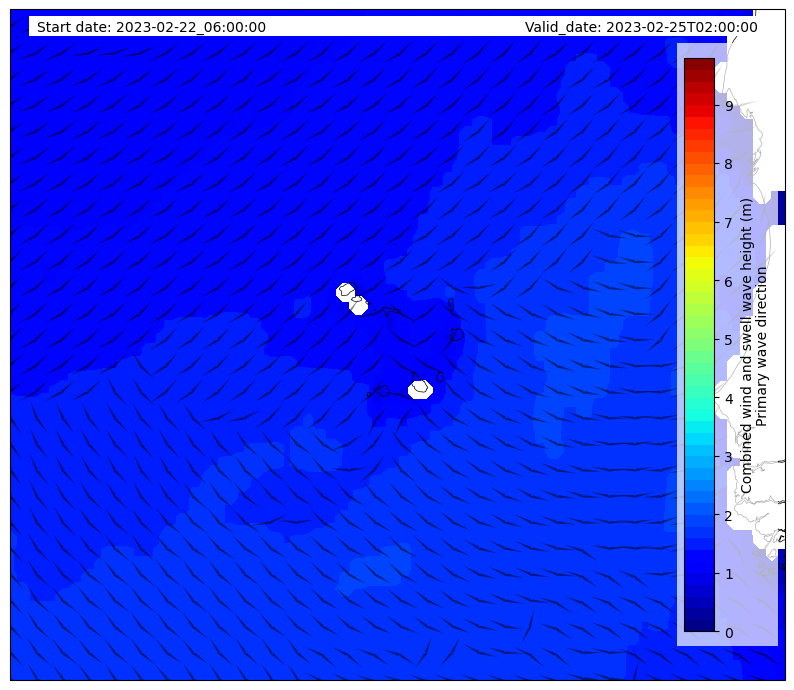 Start date: 2023-02-22_06:00:00
Valid_date: 2023-02-25T02:00:00
9
8
7
6
5
4
3
2
1
0
Combined wind and swell wave height (m)
Primary wave direction